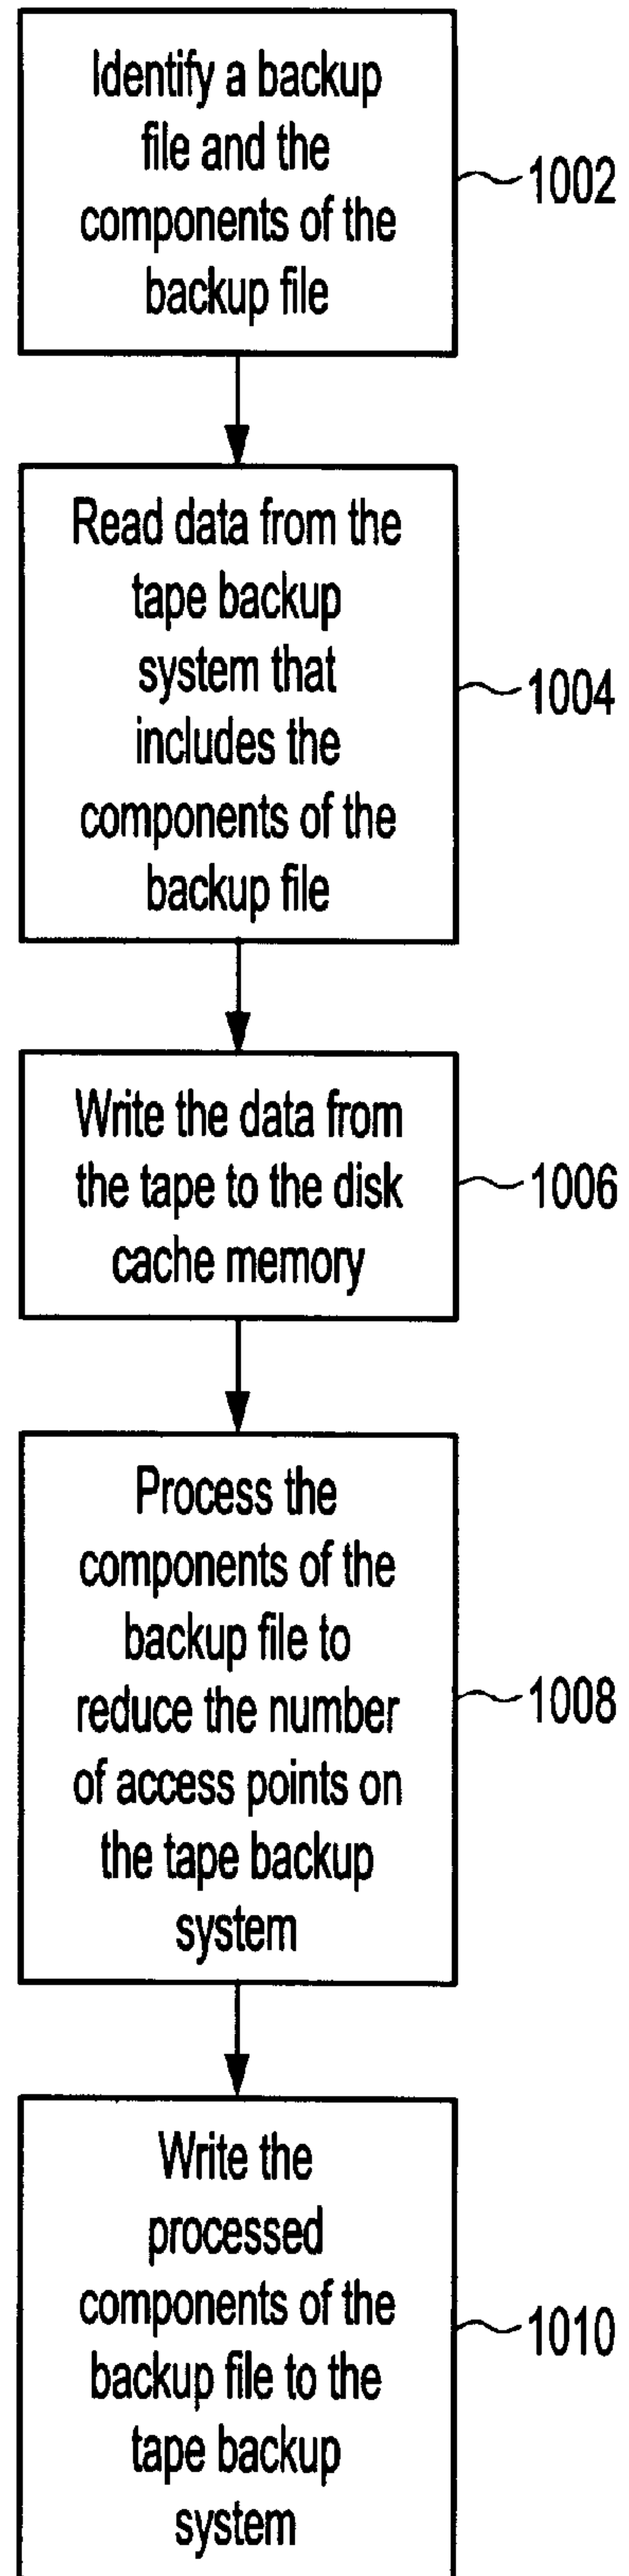 Identify a backup
file and the
components of the
backup file
1002
Read data from the
tape backup
system that
includes the
components of the
backup file
1004
Write the data from
the tape to the disk
cache memory
1006
Process the
components of the
backup file to
reduce the number
of access points on
the tape backup
system
1008
Write the
processed
components of the
backup file to the
tape backup
system
1010